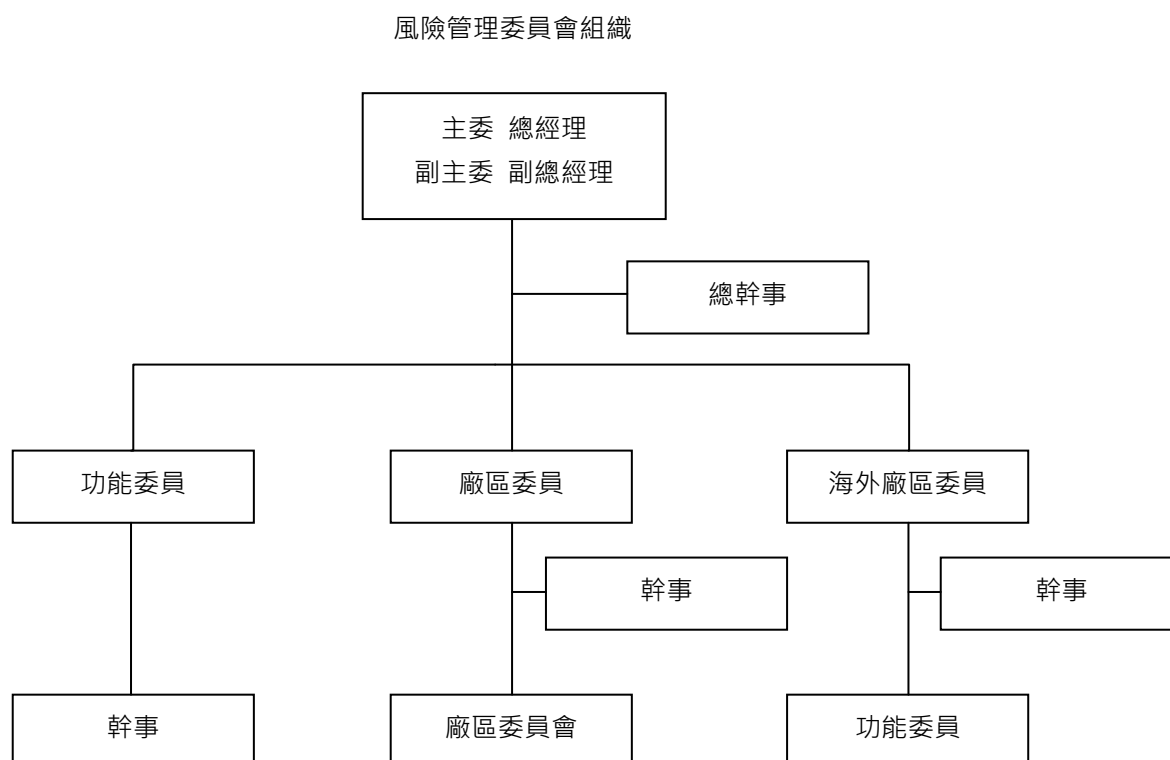 風險管理委員會組織
主委 總經理
副主委 副總經理
總幹事
功能委員
廠區委員
海外廠區委員
幹事
幹事
幹事
廠區委員會
功能委員